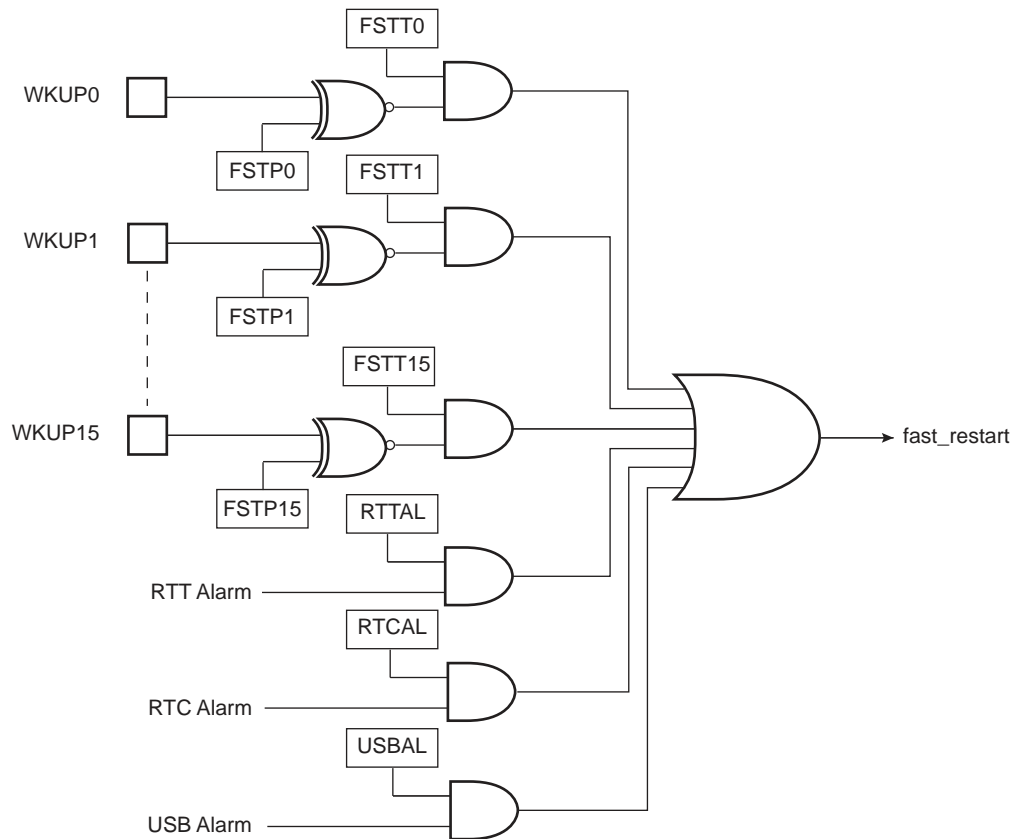 FSTT0
WKUP0
FSTP0
FSTT1
WKUP1
FSTP1
FSTT15
WKUP15
fast_restart
FSTP15
RTTAL
RTT Alarm
RTCAL
RTC Alarm
USBAL
USB Alarm